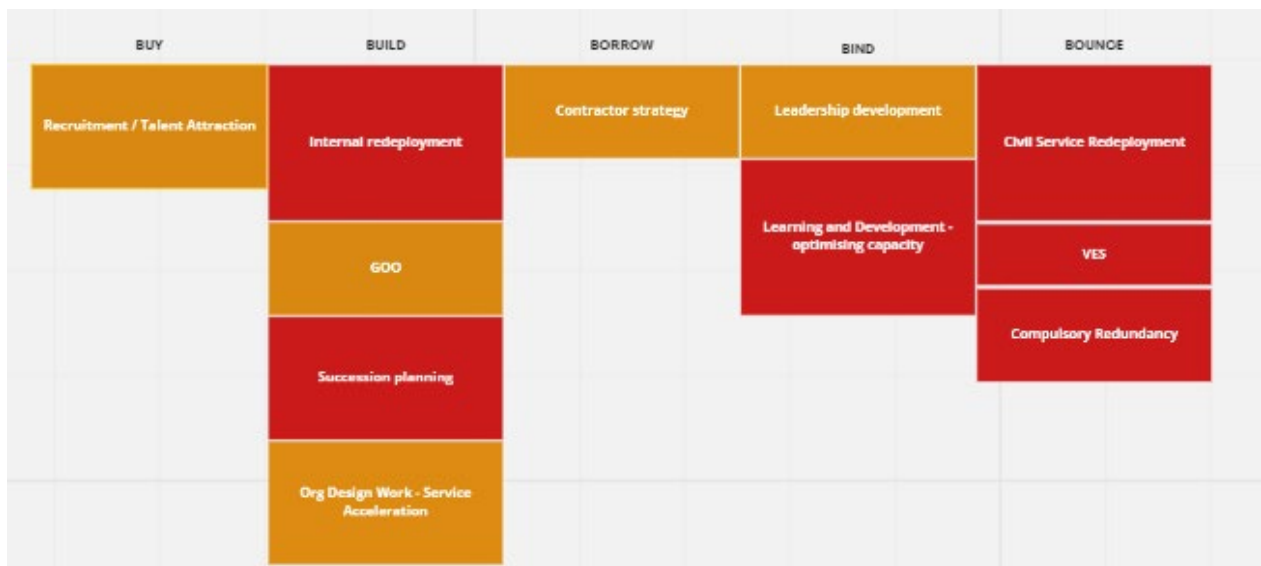 BUY
BUILD
BORROW
BIND
BOUNCE
Recruitment / Talent Attraction
Internal redeployment
GOO
Succession planning
Org Design Work - Service
Acceleration
Contractor strategy
Leadership development
Learning and Development -
optimising capacity
Civil Service Redeployment
VES
Compulsory Redundancy